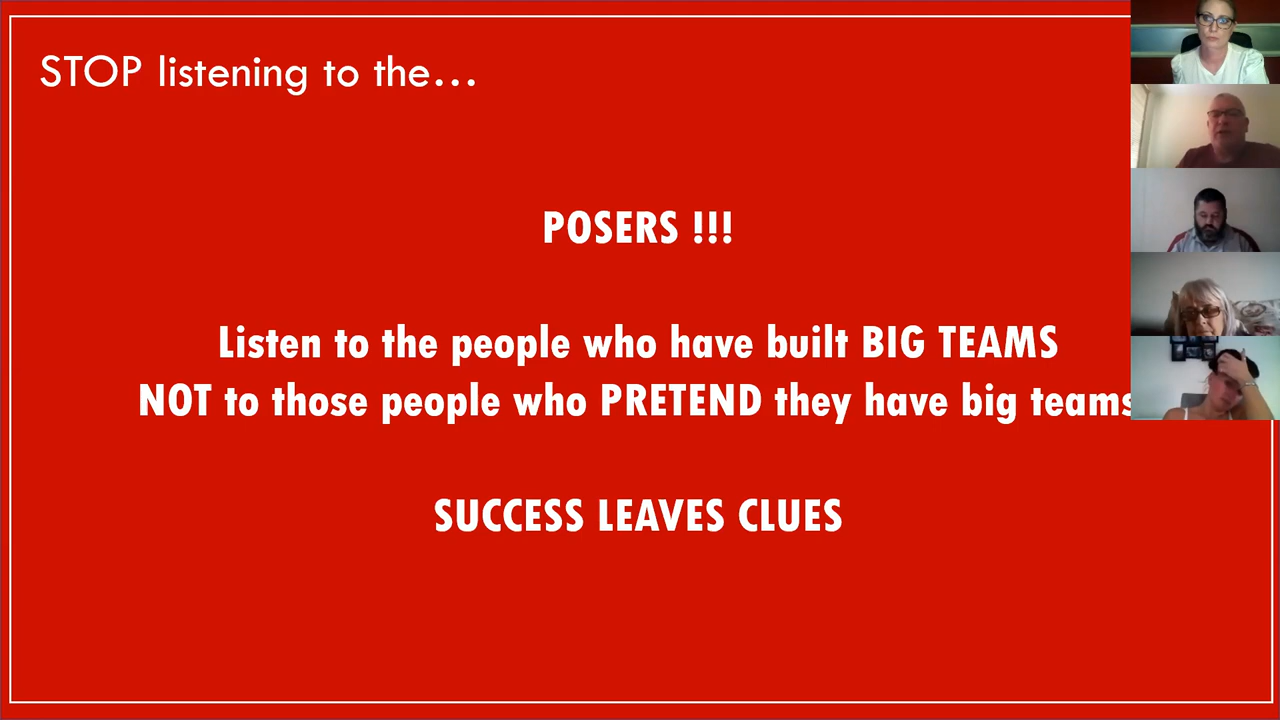 STOP listening to the…
POSERS !!!
Listen to the people who have built BIG TEAMS
NOT to those people who PRETEND they have big teams
SUCCESS LEAVES CLUES